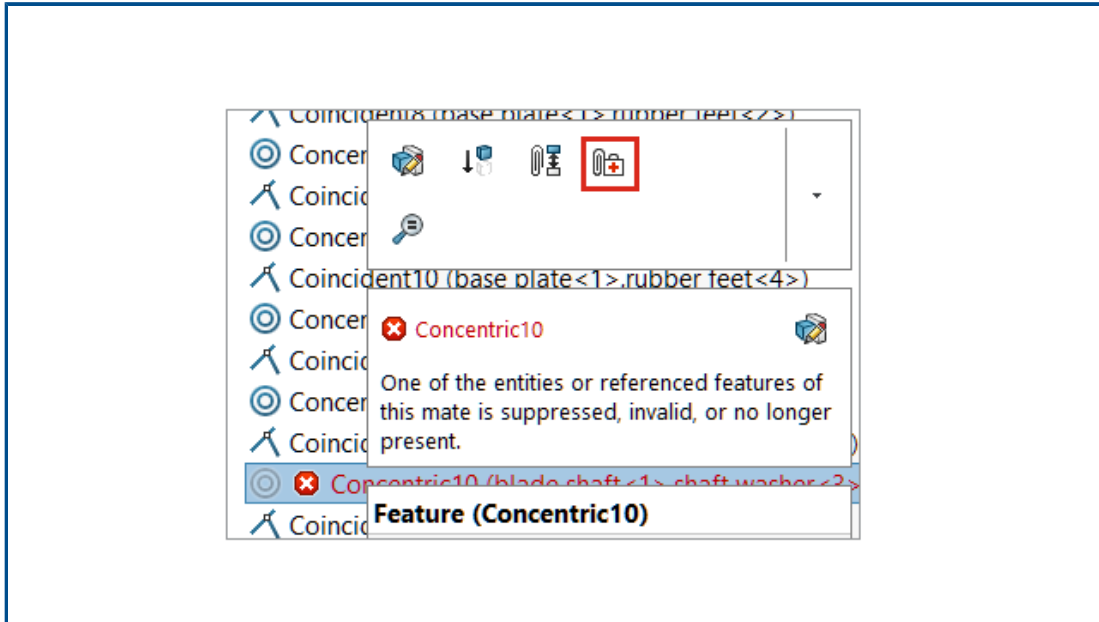 Coincident8 (base plate<1>,rubber feet<2>)
Concer
Coincid
Concer
Coincident10 (base plate<1>,rubber feet<4>)
Concer
Concentric10
Coincid
One of the entities or referenced features of
this mate is suppressed, invalid, or no longer
present.
Concer
Coincid
)
Concentric10 (blade shaft<1>,shaft washer<3>
Feature (Concentric10)
Coincid